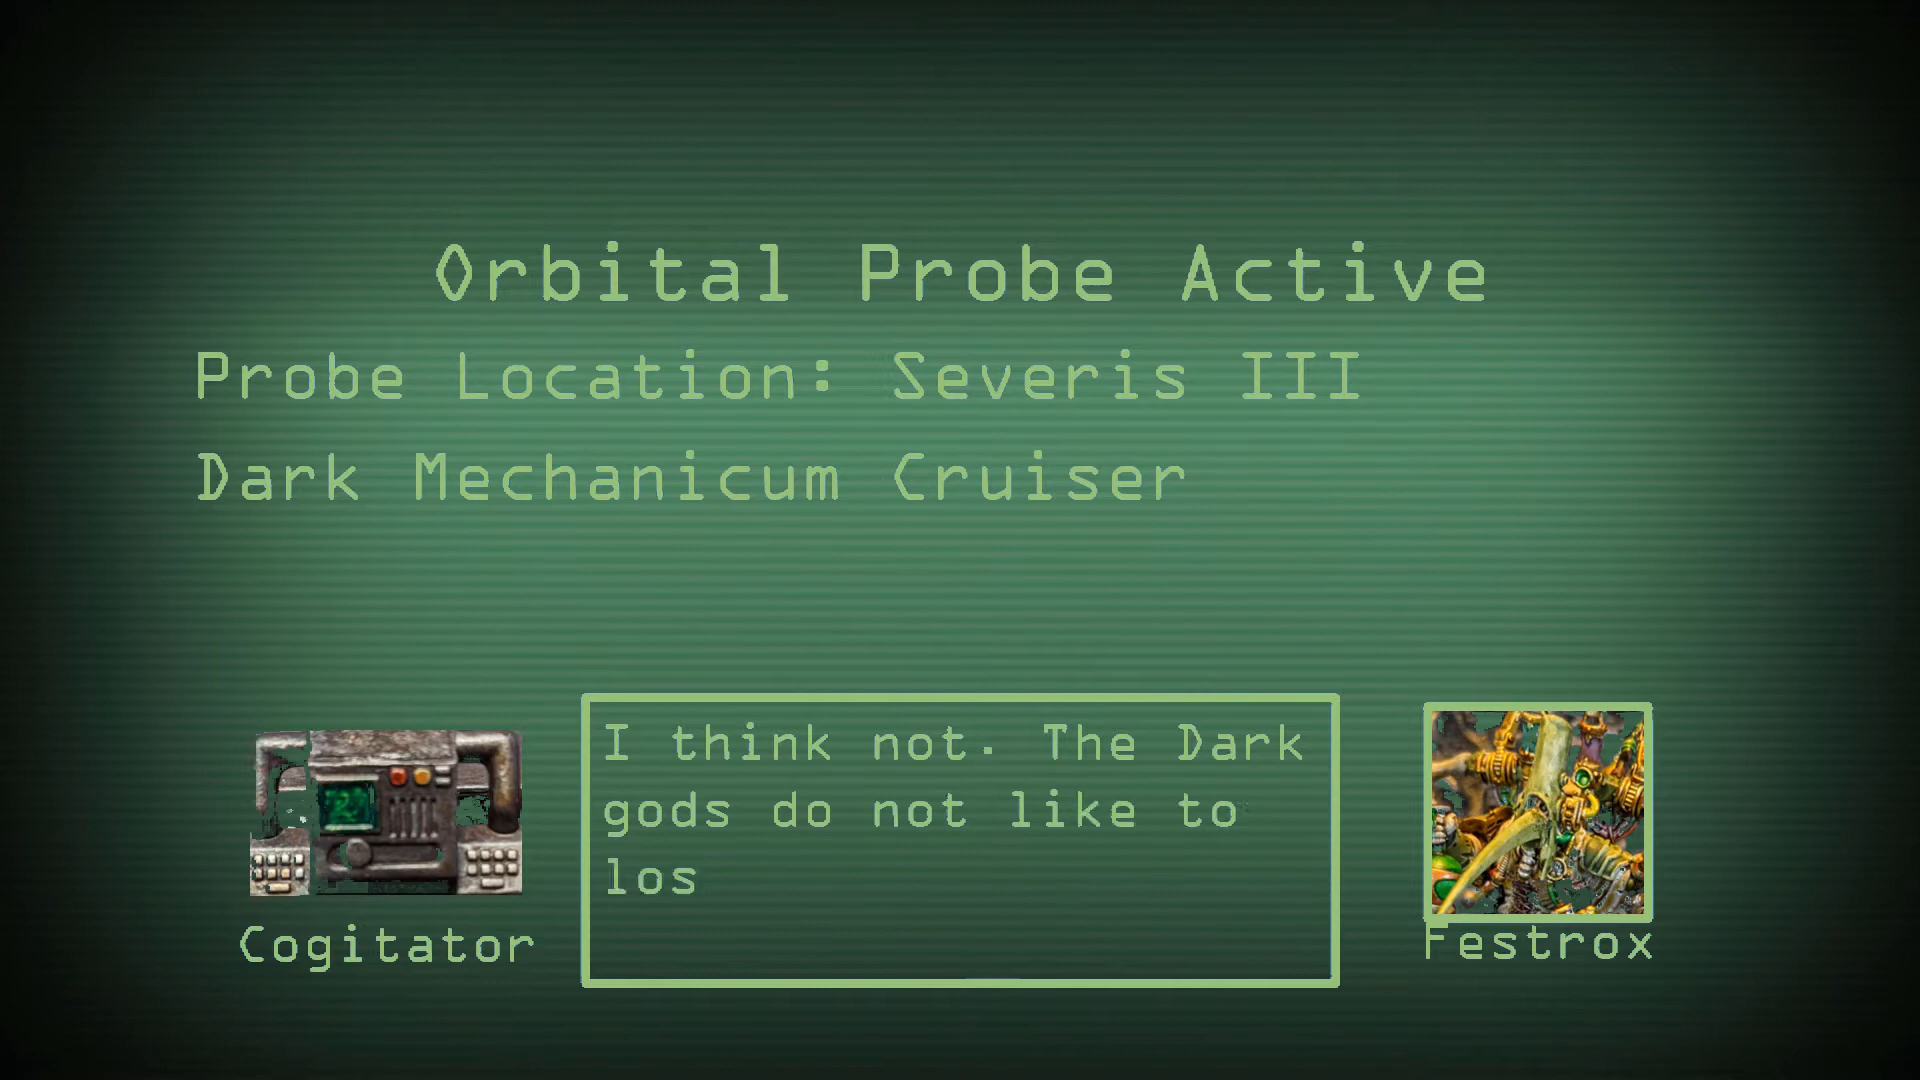 Orbital Probe Active
Probe Location: Severis III
Dark Mechanicum Cruiser
I think not. The Dark
gods do not like to
los
Cogitator
Festrox